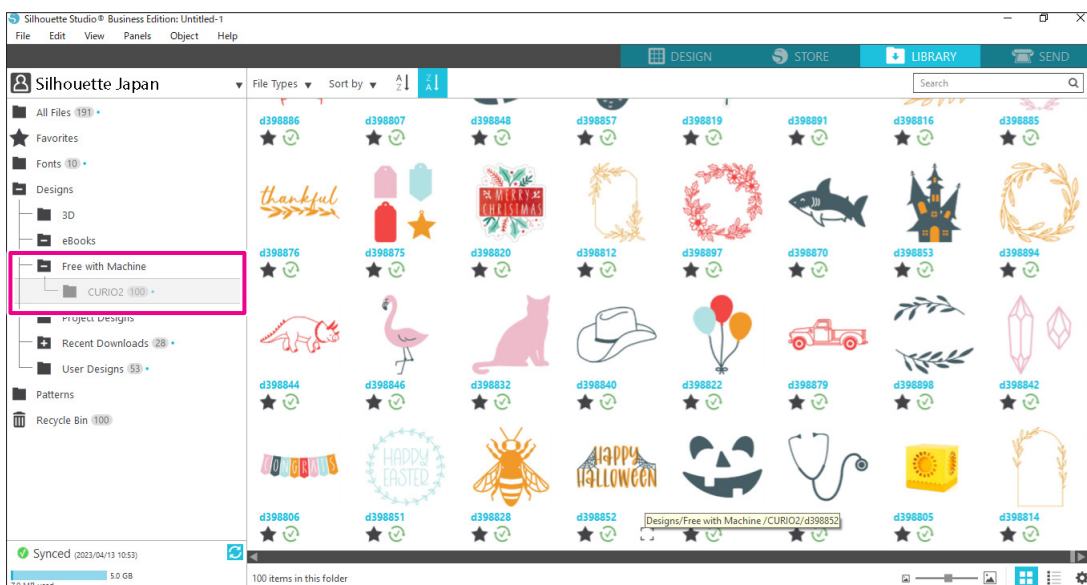 Silhouette Studio® Business Edition: Untitled-1
File Edit View Panels Object Help
DESIGN STORE LIBRARY SEND
Silhouette Japan
File Types Sort by A Z Z A Search
All Files 191
Favorites
Fonts 10
Designs
3D
eBooks
Free with Machine
CURIO2 100
Project Designs
Recent Downloads 28
User Designs 53
Patterns
Recycle Bin 100
Synced (2023/04/13 10:53)
5.0 GB
d398886 d398807 d398848 d398857 d398819 d398891 d398816 d398885
thankful
MERRY
CHRISTMAS
d398876 d398875 d398820 d398812 d398897 d398870 d398853 d398894
d398844 d398846 d398832 d398840 d398822 d398879 d398898 d398842
CONGRATS
HAPPY
EASTER
HAPPY
HALLOWEEN
d398806 d398851 d398828 d398852 d398805 d398814
Designs/Free with Machine /CURIO2/d398852
100 items in this folder